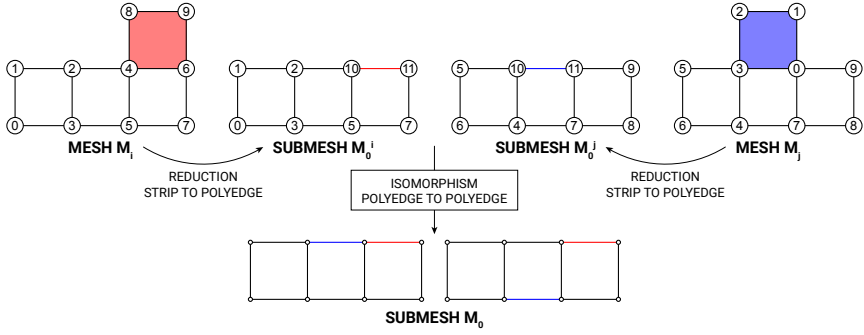 8 9 2 1
1 2 4 6 1 2 10 11 5 10 11 9 5 3 0 9
0 3 5 7 0 3 5 7 6 4 7 8 6 4 7 8
MESH Mi SUBMESH M0i SUBMESH M0j MESH Mj
REDUCTION
STRIP TO POLYEDGE
ISOMORPHISM
POLYEDGE TO POLYEDGE
REDUCTION
STRIP TO POLYEDGE
SUBMESH M0